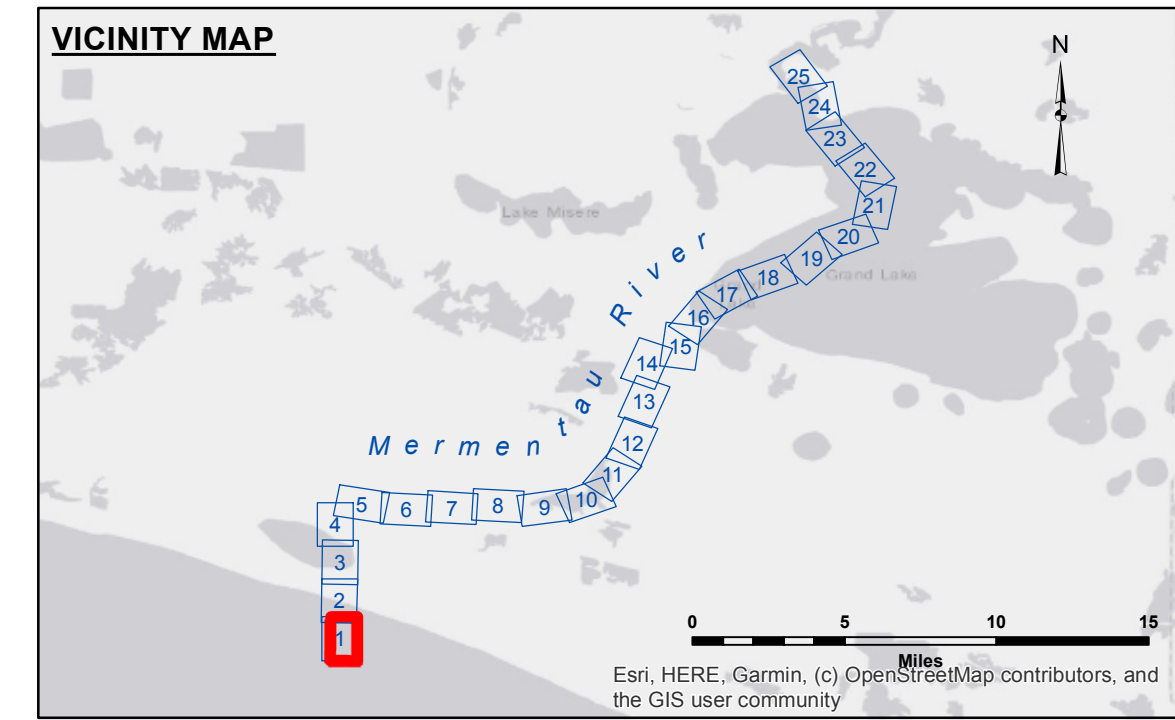 VICINITY MAP
N
25
24
23
22
21
20
19
18
17
16
15
14
13
12
11
10
9
8
7
6
5
4
3
2
1
Lake Misere
Grand Lake
Mermentau River
0 5 10 15
Miles
Esri, HERE, Garmin, (c) OpenStreetMap contributors, and
the GIS user community